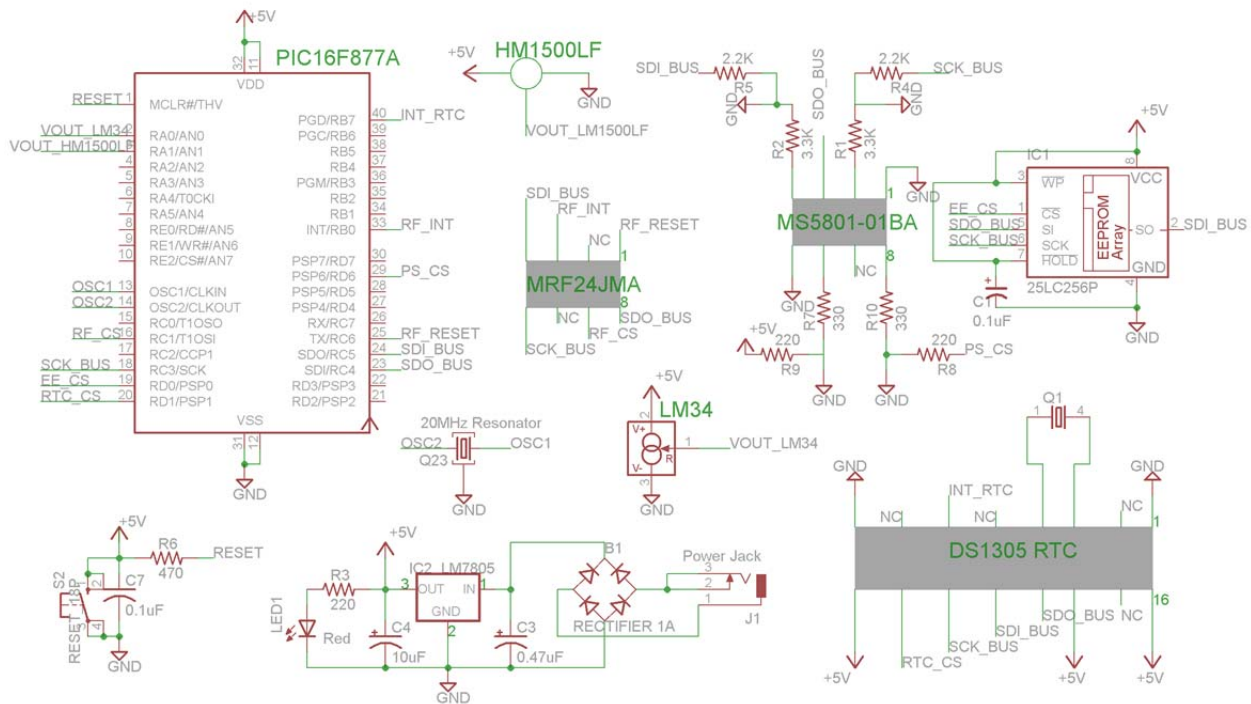 +5V
PIC16F877A
32
11
VDD
RESET
1
MCLR#/THV
VOUT_LM34
2
RA0/AN0
VOUT_HM1500LF
3
RA1/AN1
4
RA2/AN2
5
RA3/AN3
6
RA4/T0CKI
7
RA5/AN4
8
RE0/RD#/AN5
9
RE1/WR#/AN6
10
RE2/CS#/AN7
OSC1
13
OSC1/CLKIN
OSC2
14
OSC2/CLKOUT
15
RC0/T1OSO
RF_CS
16
RC1/T1OSI
17
RC2/CCP1
SCK_BUS
18
RC3/SCK
EE_CS
19
RD0/PSP0
RTC_CS
20
RD1/PSP1
PGD/RB7
40
INT_RTC
PGC/RB6
39
RB5
38
RB4
37
PGM/RB3
36
RB2
35
RB1
34
INT/RB0
33
RF_INT
PSP7/RD7
30
PSP6/RD6
29
PS_CS
PSP5/RD5
28
PSP4/RD4
27
RX/RC7
26
TX/RC6
25
RF_RESET
SDO/RC5
24
SDI_BUS
SDI/RC4
23
SDO_BUS
RD3/PSP3
22
RD2/PSP2
21
VSS
31
12
GND
HM1500LF
+5V
GND
VOUT_LM1500LF
SDI_BUS
RF_INT
NC
RF_RESET
1
MRF24JMA
8
NC
SDO_BUS
RF_CS
SCK_BUS
2.2K
SDI_BUS
R5
GND
SDO_BUS
2.2K
SCK_BUS
R4
GND
R2
3.3K
R1
3.3K
1
GND
MS5801-01BA
8
NC
GND
R7
330
R10
330
+5V
220
R9
220
PS_CS
R8
GND
GND
+5V
IC1
8
VCC
3
WP
EE_CS
1
CS
SDO_BUS
5
SI
SCK_BUS
6
SCK
7
HOLD
EEPROM
Array
SO
2
SDI_BUS
GND
4
25LC256P
C1
0.1uF
GND
20MHz Resonator
OSC2
OSC1
Q23
GND
+5V
LM34
2
V+
R
1
VOUT_LM34
V-
3
GND
Q1
1
4
GND
GND
INT_RTC
NC
NC
NC
1
DS1305 RTC
16
SDO_BUS
NC
SDI_BUS
SCK_BUS
RTC_CS
+5V
+5V
+5V
+5V
R6
RESET
470
S2
1
2
3
4
RESET
18P
C7
0.1uF
GND
+5V
R3
220
LED1
Red
IC2
LM7805
3
OUT
IN
1
GND
2
C4
10uF
C3
0.47uF
GND
B1
RECTIFIER 1A
Power Jack
3
2
1
J1